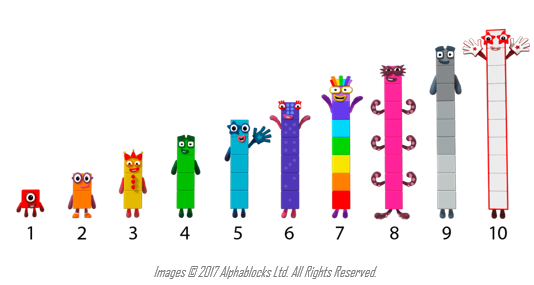 1 2 3 4 5 6 7 8 9 10
Images © 2017 Alphablocks Ltd. All Rights Reserved.